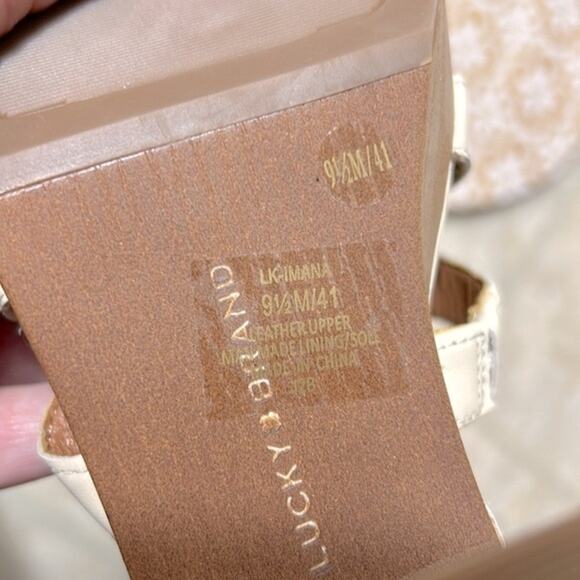 9½M/41
LK-IMANA
9½M/41
LEATHER UPPER
MAN MADE LINING/SOLE
MADE IN CHINA
LUCKY BRAND